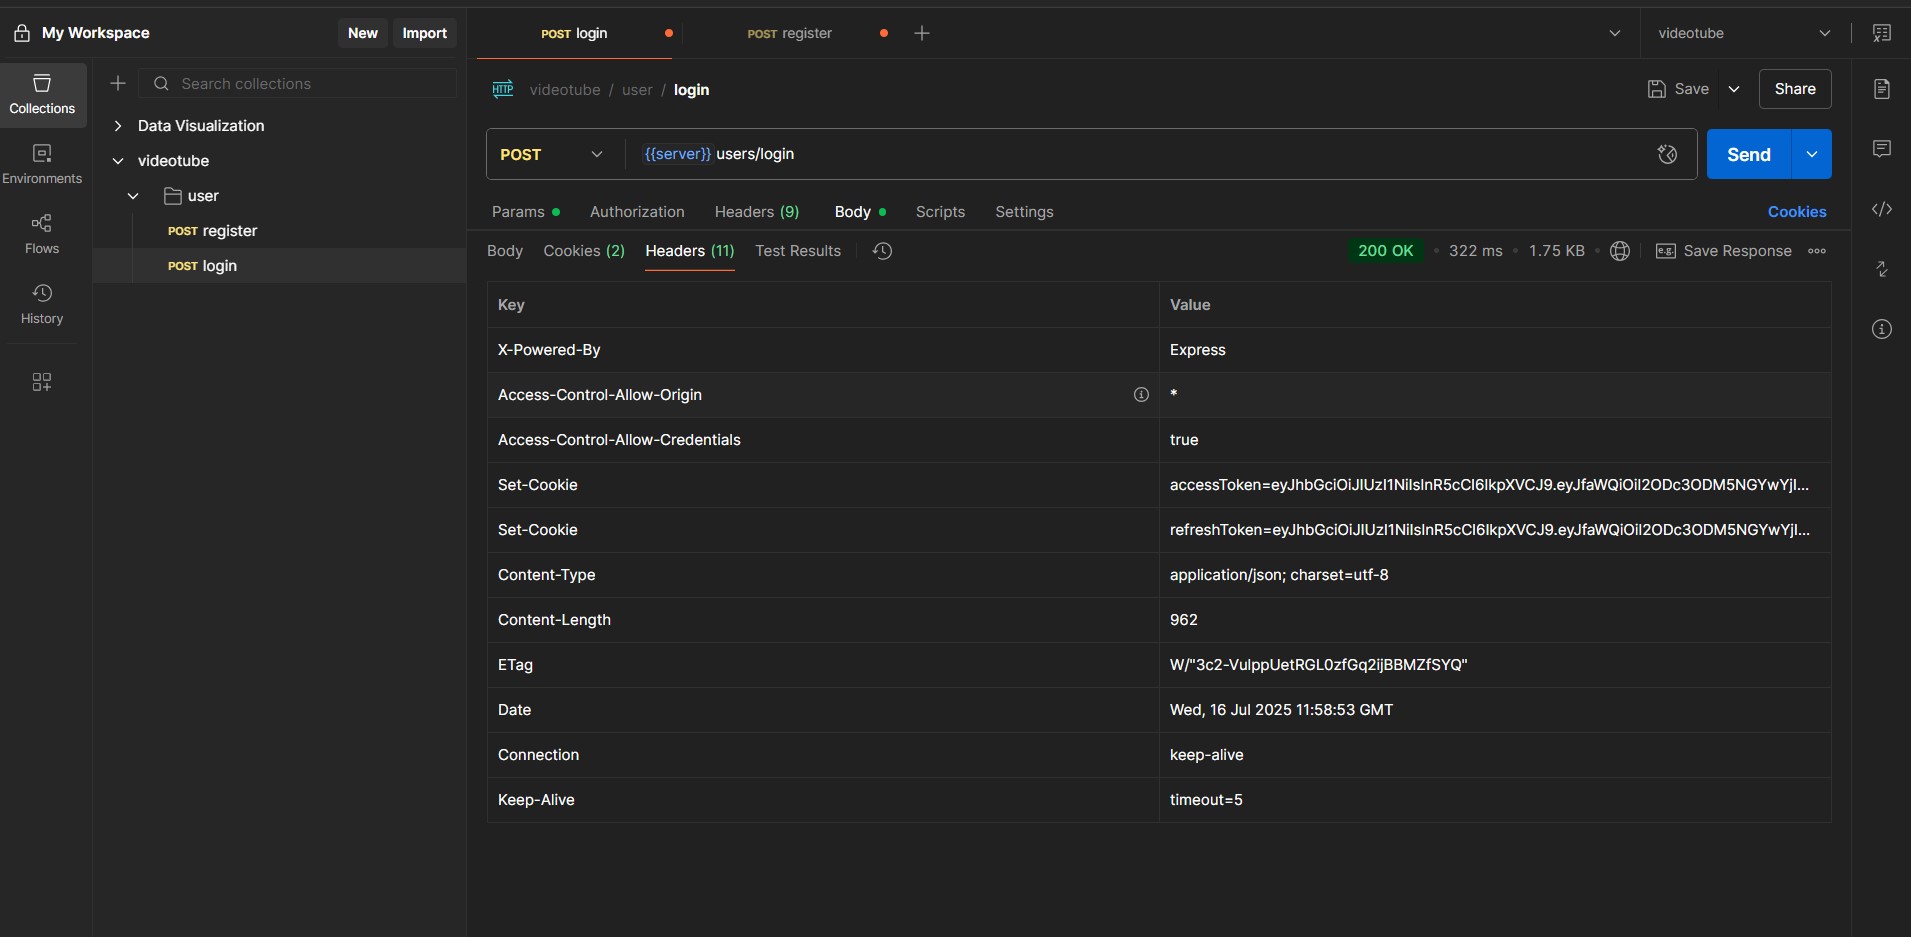 My Workspace
New
Import
POST login
POST register
videotube
Collections
Environments
Flows
History
Search collections
Data Visualization
videotube
user
POST register
POST login
HTTP
videotube / user / login
Save
Share
POST
{{server}} users/login
Send
Params
Authorization
Headers (9)
Body
Scripts
Settings
Cookies
Body
Cookies (2)
Headers (11)
Test Results
200 OK
322 ms
1.75 KB
e.g.
Save Response
Key
Value
X-Powered-By
Express
Access-Control-Allow-Origin
*
Access-Control-Allow-Credentials
true
Set-Cookie
accessToken=eyJhbGciOiJIUzI1NiIsInR5cCI6IkpXVCJ9.eyJfaWQiOiI2ODc3ODM5NGYwYjI...
Set-Cookie
refreshToken=eyJhbGciOiJIUzI1NiIsInR5cCI6IkpXVCJ9.eyJfaWQiOiI2ODc3ODM5NGYwYjI...
Content-Type
application/json; charset=utf-8
Content-Length
962
ETag
W/"3c2-VulppUetRGL0zfGq2ijBBMZfSYQ"
Date
Wed, 16 Jul 2025 11:58:53 GMT
Connection
keep-alive
Keep-Alive
timeout=5